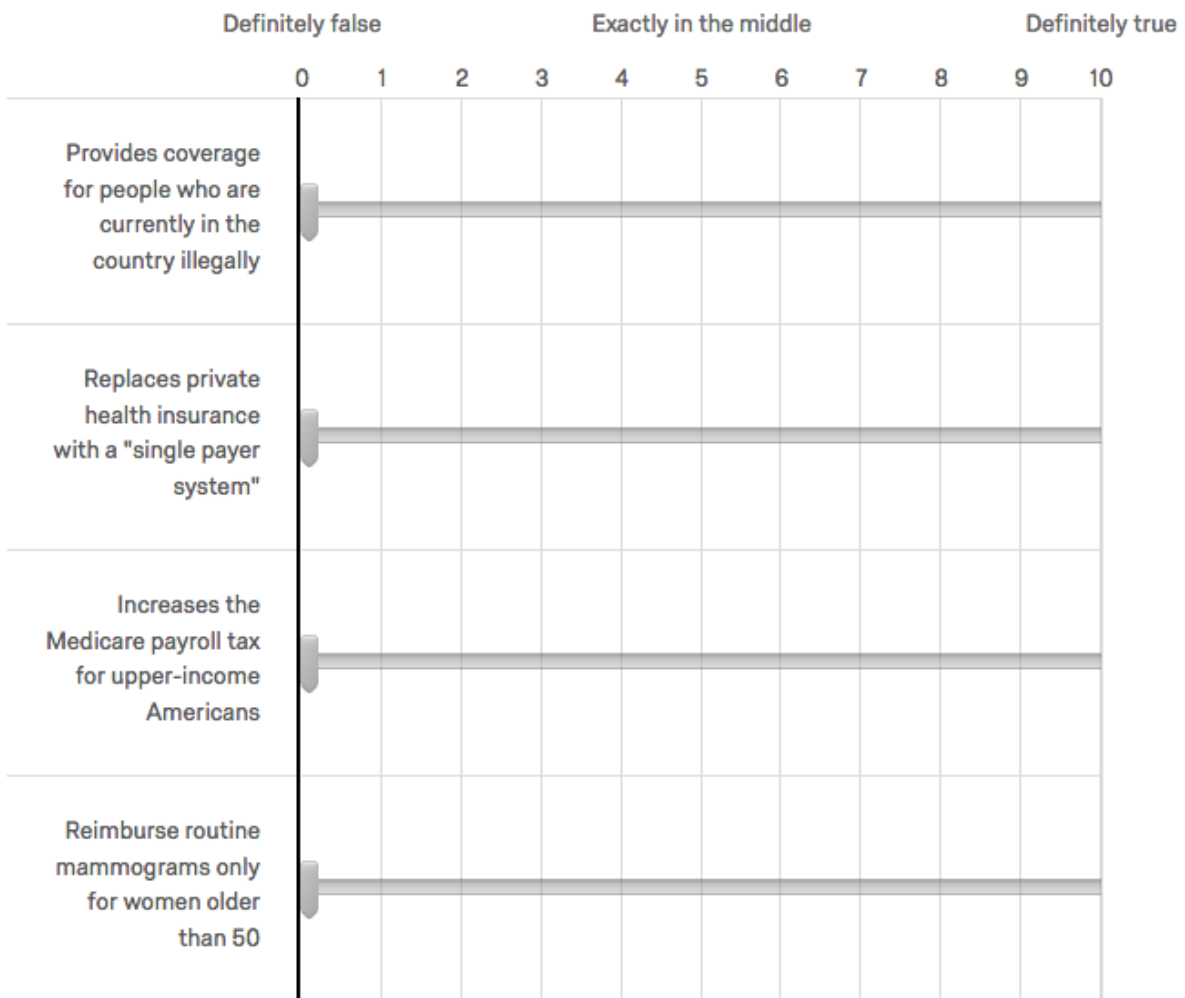 Definitely false Exactly in the middle Definitely true
0 1 2 3 4 5 6 7 8 9 10
Provides coverage
for people who are
currently in the
country illegally
Replaces private
health insurance
with a "single payer
system"
Increases the
Medicare payroll tax
for upper-income
Americans
Reimburse routine
mammograms only
for women older
than 50